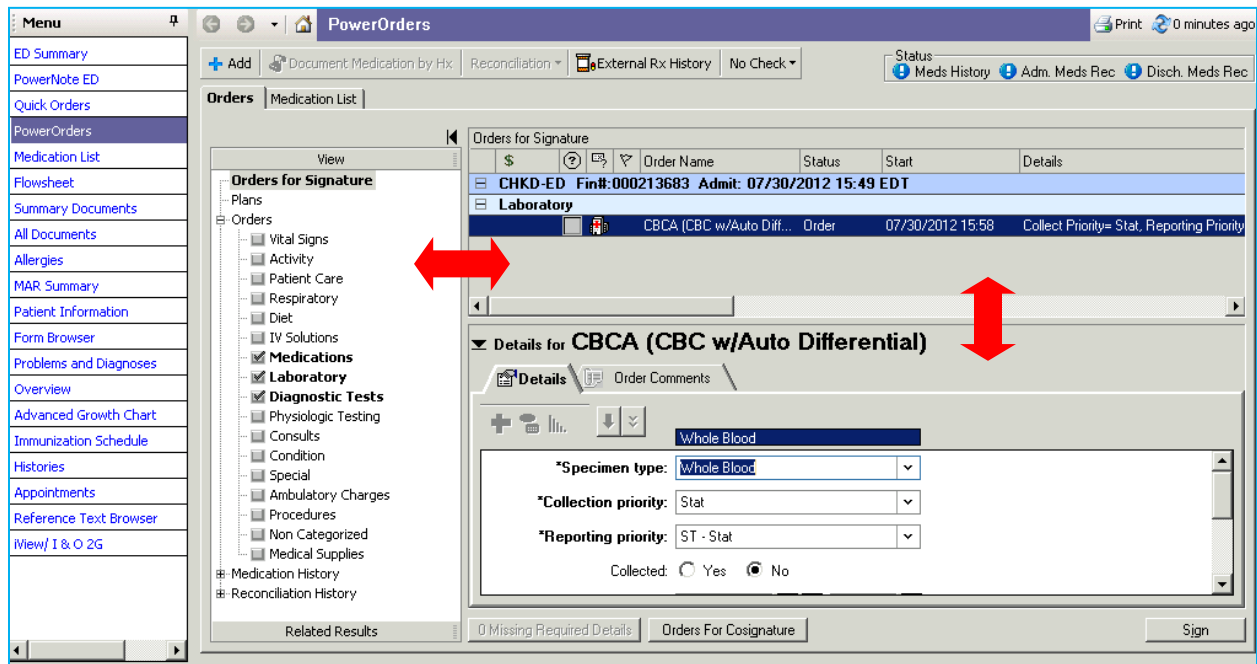 Menu
PowerOrders
Print 0 minutes ago
ED Summary
PowerNote ED
Quick Orders
PowerOrders
Medication List
Flowsheet
Summary Documents
All Documents
Allergies
MAR Summary
Patient Information
Form Browser
Problems and Diagnoses
Overview
Advanced Growth Chart
Immunization Schedule
Histories
Appointments
Reference Text Browser
iView/ I & O 2G
Add Document Medication by Hx Reconciliation External Rx History No Check
Status
Meds History Adm. Meds Rec Disch. Meds Rec
Orders Medication List
View
Orders for Signature
Plans
Orders
Vital Signs
Activity
Patient Care
Respiratory
Diet
IV Solutions
Medications
Laboratory
Diagnostic Tests
Physiologic Testing
Consults
Condition
Special
Ambulatory Charges
Procedures
Non Categorized
Medical Supplies
Medication History
Reconciliation History
Related Results
Orders for Signature
$ Order Name Status Start Details
CHKD-ED Fin#:000213683 Admit: 07/30/2012 15:49 EDT
Laboratory
CBCA (CBC w/Auto Diff... Order 07/30/2012 15:58 Collect Priority= Stat, Reporting Priority
Details for CBCA (CBC w/Auto Differential)
Details Order Comments
Whole Blood
*Specimen type: Whole Blood
*Collection priority: Stat
*Reporting priority: ST - Stat
Collected: Yes No
0 Missing Required Details Orders For Cosignature Sign